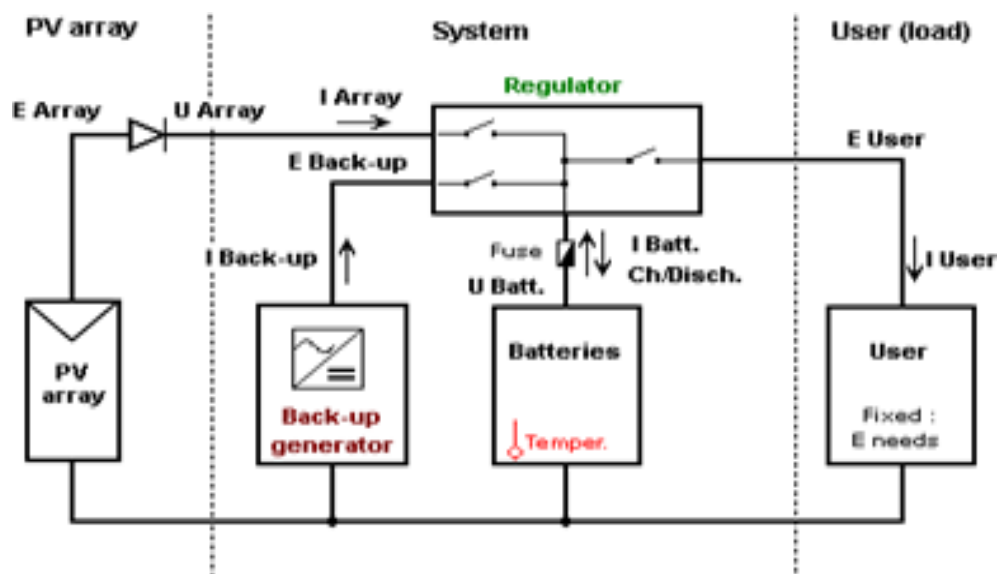 PV array
System
User (load)
Regulator
I Array
E Array
U Array
E User
E Back-up
Fuse
I Batt.
Ch/Disch.
I Back-up
U Batt.
I User
PV
array
Back-up
generator
Batteries
Temper.
User
Fixed :
E needs